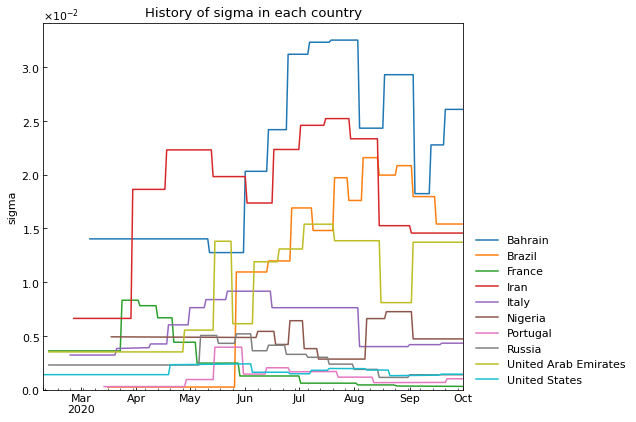 History of sigma in each country
×10⁻²
3.0
2.5
2.0
1.5
1.0
0.5
0.0
sigma
Mar Apr May Jun Jul Aug Sep Oct
2020
Bahrain
Brazil
France
Iran
Italy
Nigeria
Portugal
Russia
United Arab Emirates
United States